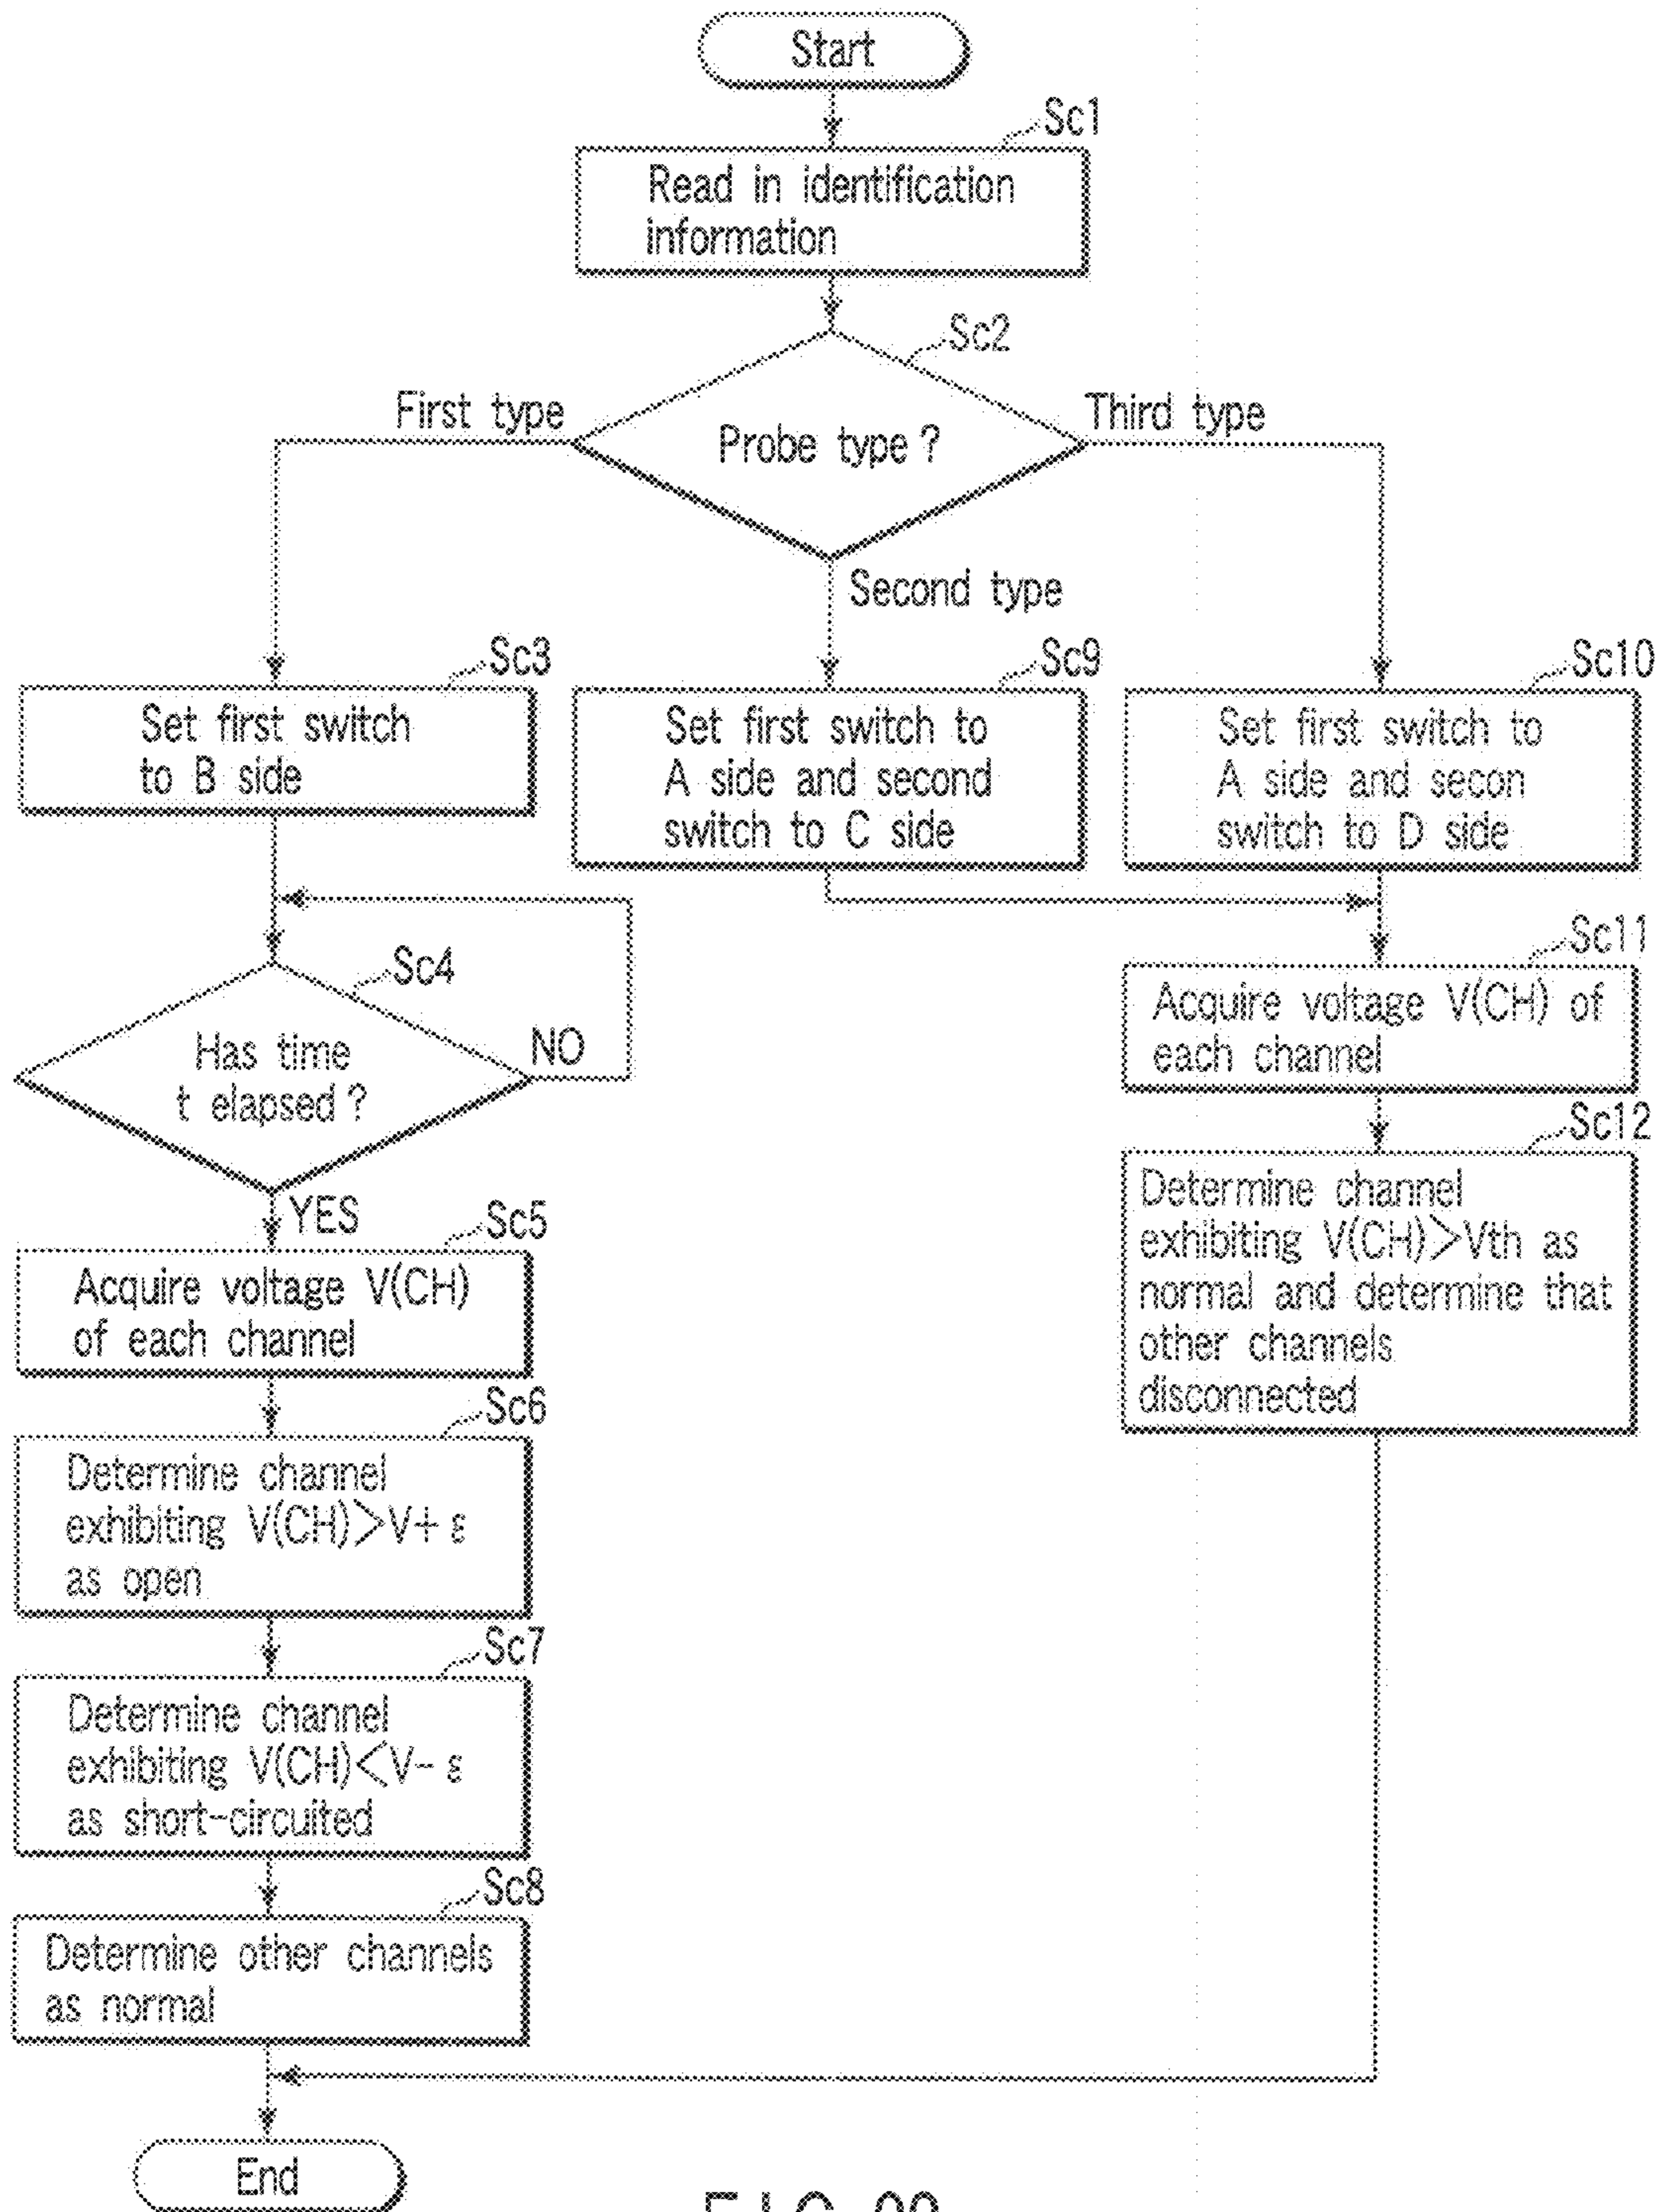 Start
Sc1
Read in identification
information
Sc2
Probe type ?
First type
Third type
Second type
Sc3
Set first switch
to B side
Sc9
Set first switch to
A side and second
switch to C side
Sc10
Set first switch to
A side and secon
switch to D side
Sc4
Has time
t elapsed ?
NO
YES
Sc11
Acquire voltage V(CH) of
each channel
Sc12
Determine channel
exhibiting V(CH)>Vth as
normal and determine that
other channels
disconnected
Sc5
Acquire voltage V(CH)
of each channel
Sc6
Determine channel
exhibiting V(CH)>V+ ε
as open
Sc7
Determine channel
exhibiting V(CH)<V- ε
as short-circuited
Sc8
Determine other channels
as normal
End